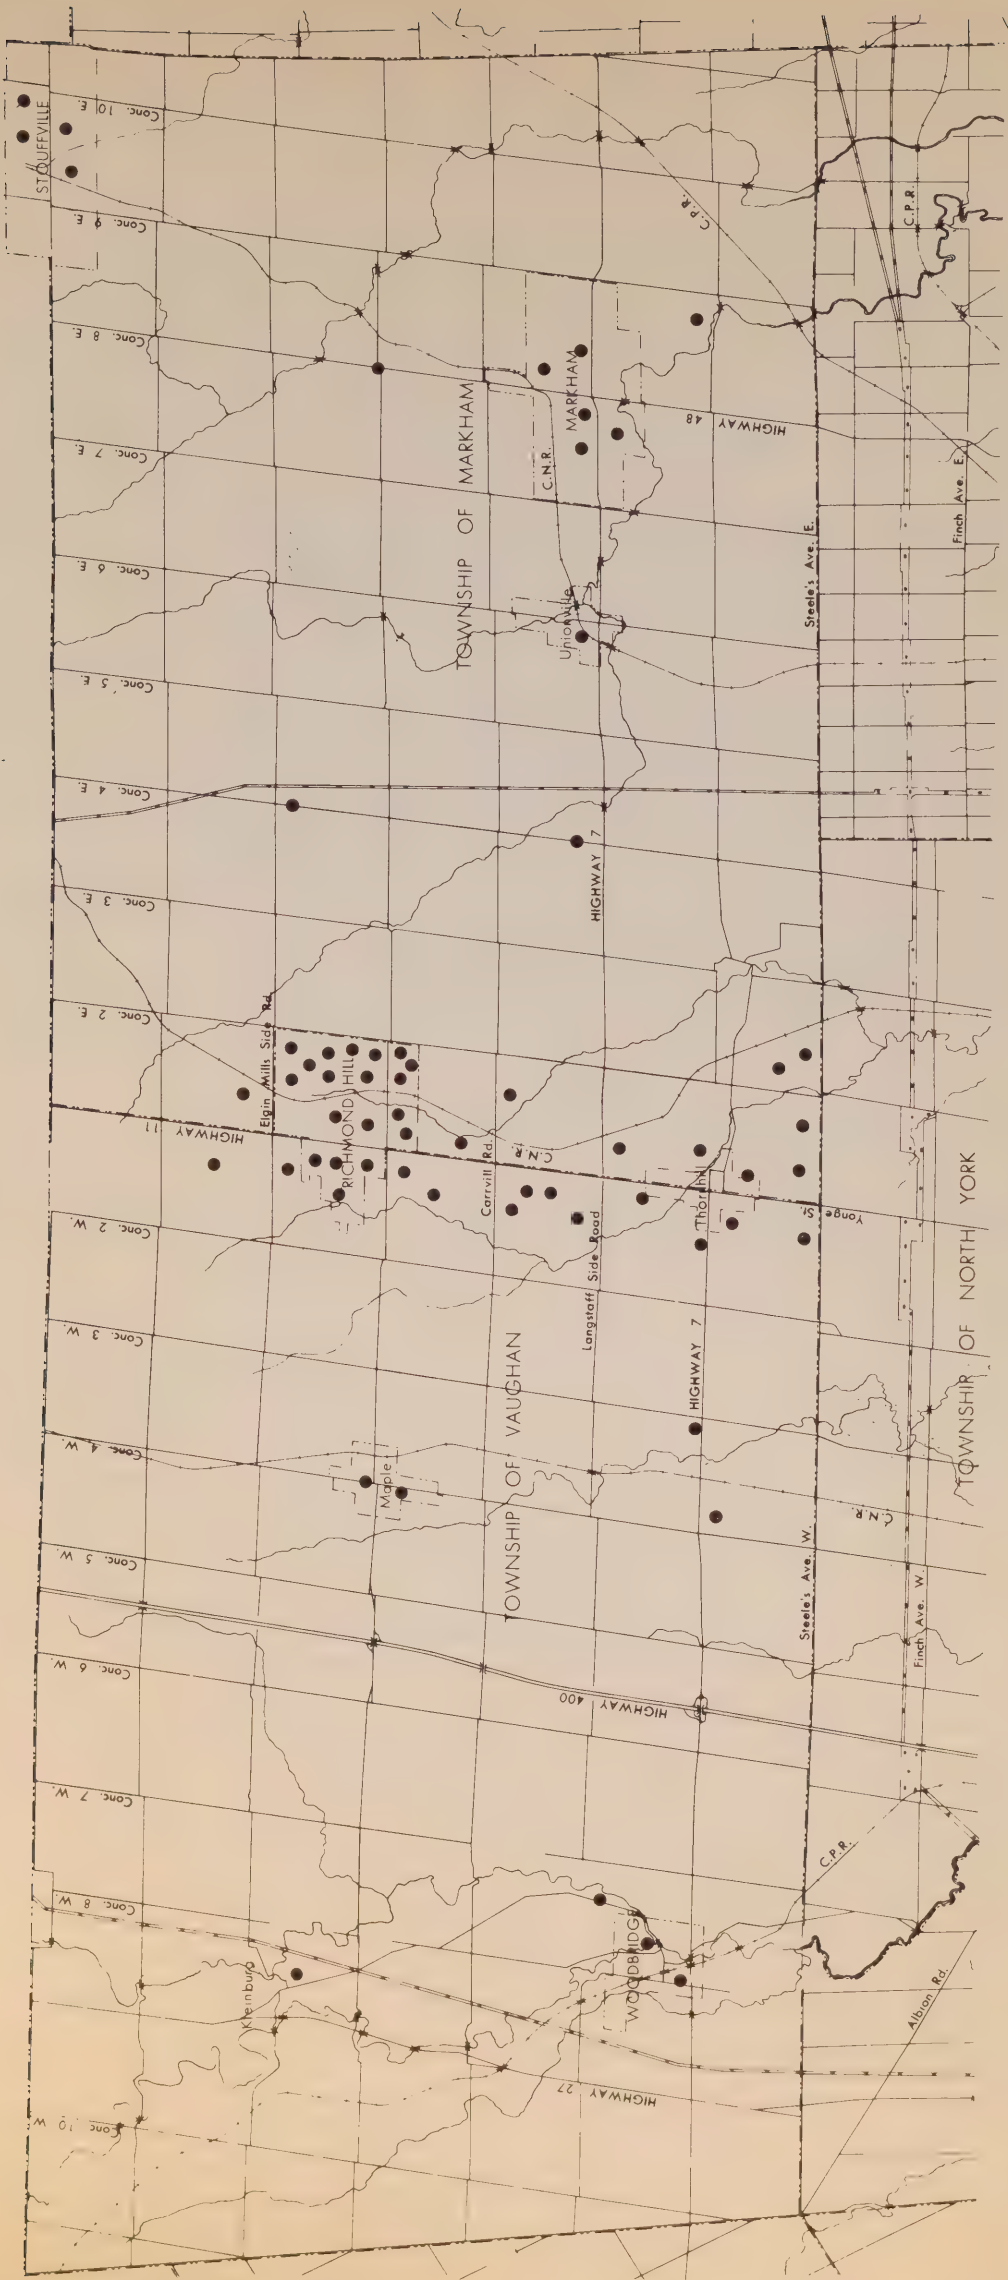 STOUFFVILLE
Conc. 10 E.
Conc. 9 E.
Conc. 8 E.
Conc. 7 E.
Conc. 6 E.
Conc. 5 E.
Conc. 4 E.
Conc. 3 E.
Conc. 2 E.
C.P.R.
C.P.R.
TOWNSHIP OF MARKHAM
MARKHAM
C.N.R.
HIGHWAY 48
Unionville
Steele's Ave. E.
Finch Ave. E.
HIGHWAY 7
Elgin Mills Side Rd.
HIGHWAY 11
RICHMOND HILL
Carrvill Rd.
C.N.R.
Langstaff Side Road
Thornhill
Yonge St.
TOWNSHIP OF NORTH YORK
Conc. 2 W.
Conc. 3 W.
Conc. 4 W.
Conc. 5 W.
Conc. 6 W.
Conc. 7 W.
Conc. 8 W.
Conc. 10 W.
Maple
TOWNSHIP OF VAUGHAN
HIGHWAY 7
C.N.R.
Steele's Ave. W.
Finch Ave. W.
HIGHWAY 400
C.P.R.
Kleinburg
WOODBRIDGE
HIGHWAY 27
Albion Rd.